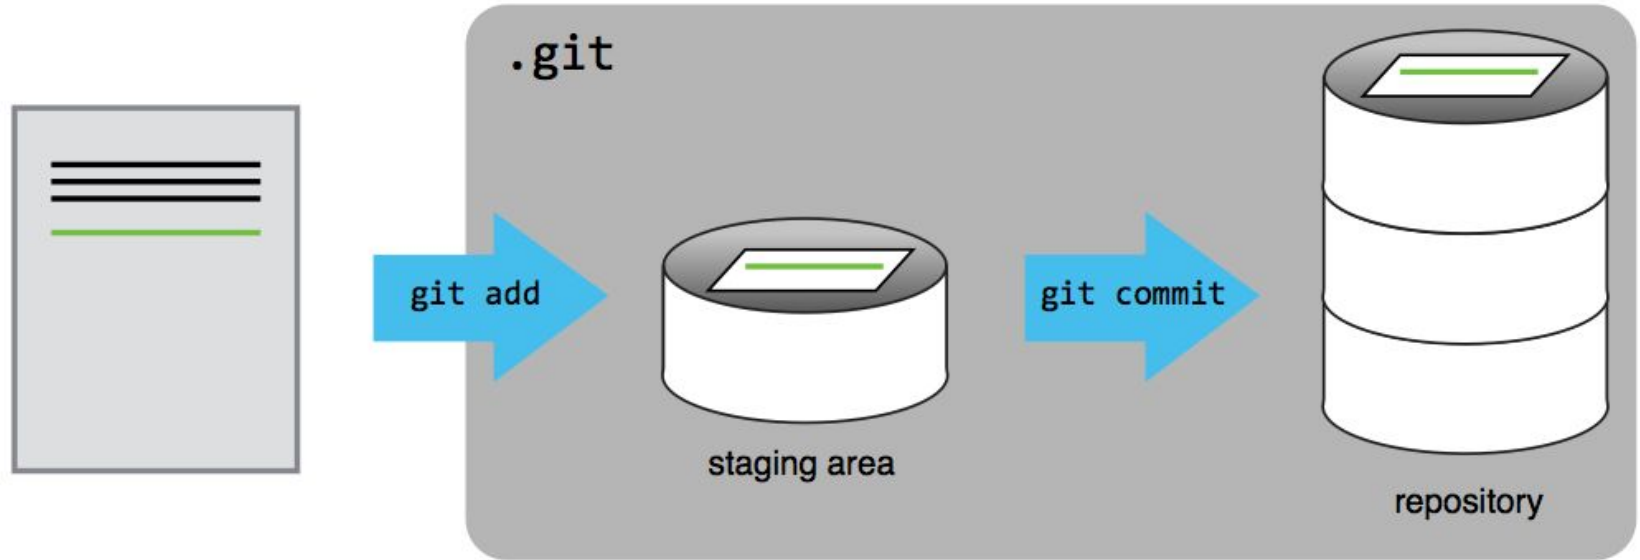 .git
git add
git commit
staging area
repository